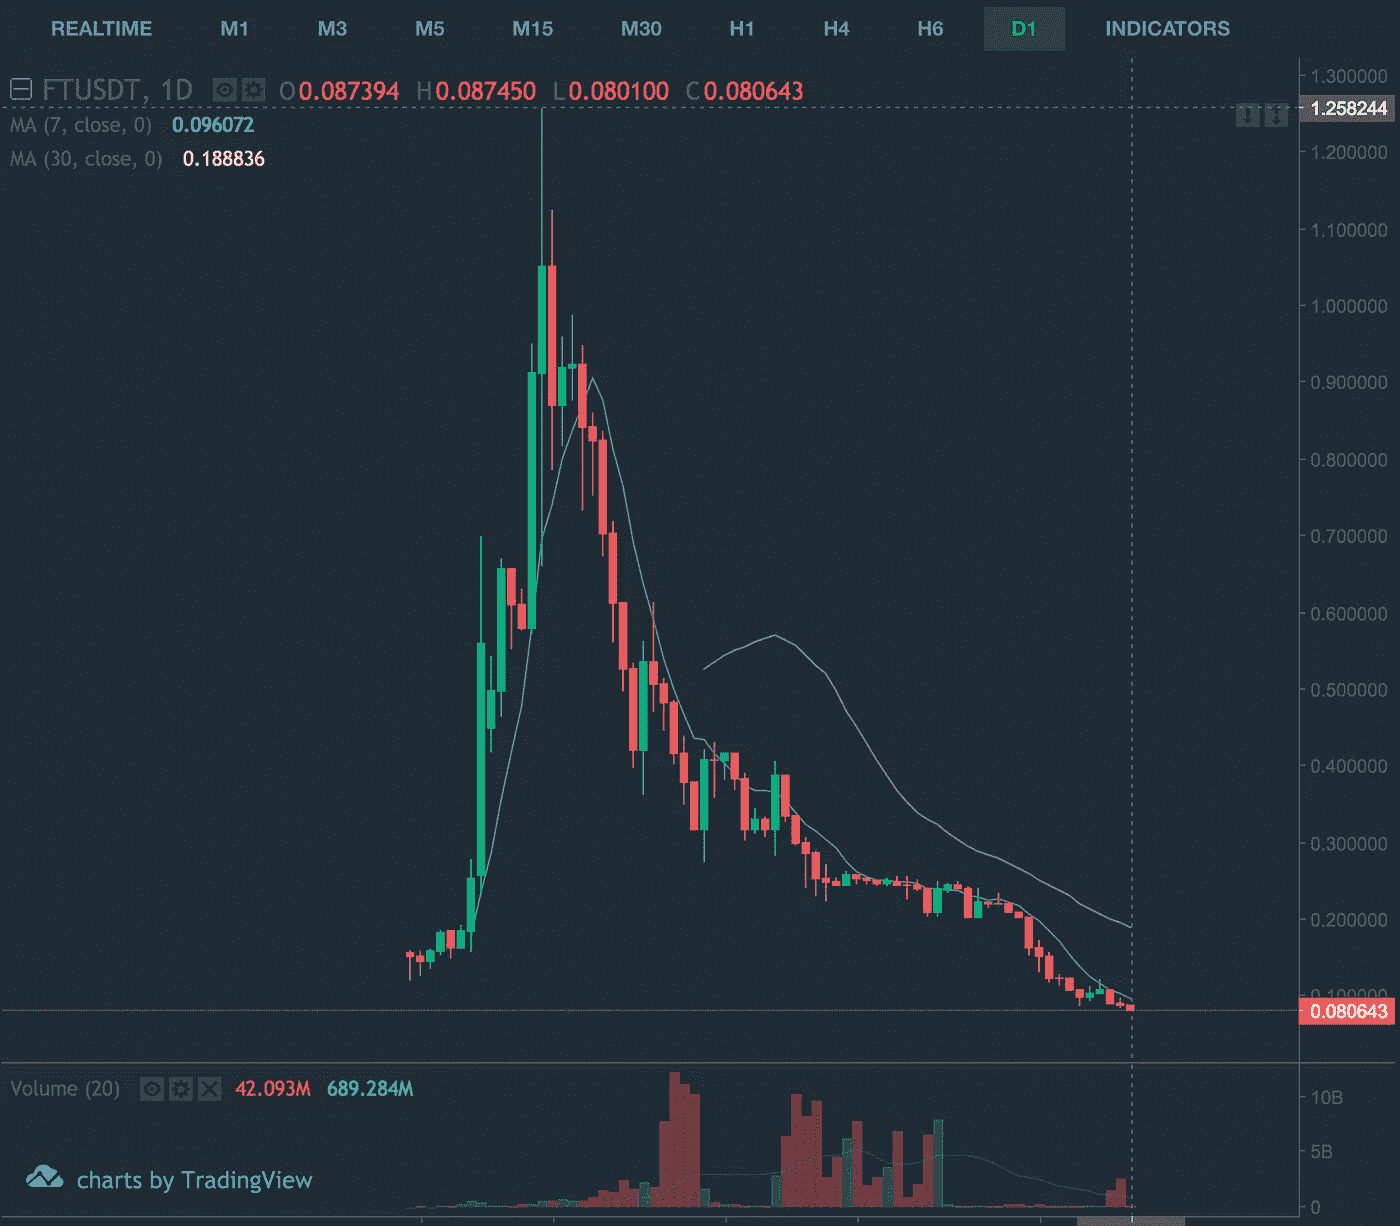 REALTIME M1 M3 M5 M15 M30 H1 H4 H6 D1 INDICATORS
FTUSDT, 1D O0.087394 H0.087450 L0.080100 C0.080643
MA (7, close, 0) 0.096072
MA (30, close, 0) 0.188836
1.300000
1.258244
1.200000
1.100000
1.000000
0.900000
0.800000
0.700000
0.600000
0.500000
0.400000
0.300000
0.200000
0.100000
0.080643
Volume (20) 42.093M 689.284M
10B
5B
0
charts by TradingView